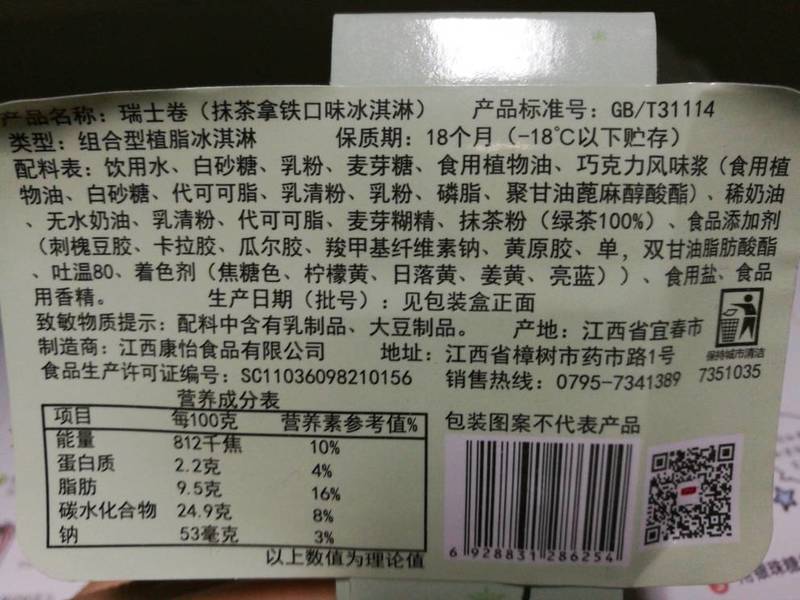 产品名称：瑞士卷（抹茶拿铁口味冰淇淋） 产品标准号：GB/T31114
类型：组合型植脂冰淇淋 保质期：18个月（-18℃以下贮存）
配料表：饮用水、白砂糖、乳粉、麦芽糖、食用植物油、巧克力风味浆（食用植
物油、白砂糖、代可可脂、乳清粉、乳粉、磷脂、聚甘油蓖麻醇酸酯）、稀奶油
、无水奶油、乳清粉、代可可脂、麦芽糊精、抹茶粉（绿茶100%）、食品添加剂
（刺槐豆胶、卡拉胶、瓜尔胶、羧甲基纤维素钠、黄原胶、单，双甘油脂肪酸酯
、吐温80、着色剂（焦糖色、柠檬黄、日落黄、姜黄、亮蓝））、食用盐、食品
用香精。 生产日期（批号）：见包装盒正面
致敏物质提示：配料中含有乳制品、大豆制品。 产地：江西省宜春市
制造商：江西康怡食品有限公司 地址：江西省樟树市药市路1号 保持城市清洁
食品生产许可证编号：SC11036098210156 销售热线：0795-7341389 7351035
营养成分表
项目 每100克 营养素参考值% 包装图案不代表产品
能量 812千焦 10%
蛋白质 2.2克 4%
脂肪 9.5克 16%
碳水化合物 24.9克 8%
钠 53毫克 3%
以上数值为理论值
6 928831 286254